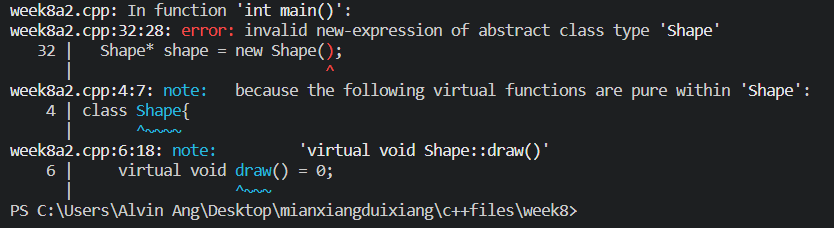 week8a2.cpp: In function 'int main()':
week8a2.cpp:32:28: error: invalid new-expression of abstract class type 'Shape'
   32 |   Shape* shape = new Shape();
      |                            ^
week8a2.cpp:4:7: note:   because the following virtual functions are pure within 'Shape':
    4 | class Shape{
      |       ^~~~~
week8a2.cpp:6:18: note:         'virtual void Shape::draw()'
    6 |     virtual void draw() = 0;
      |                  ^~~~
PS C:\Users\Alvin Ang\Desktop\mianxiangduixiang\c++files\week8>